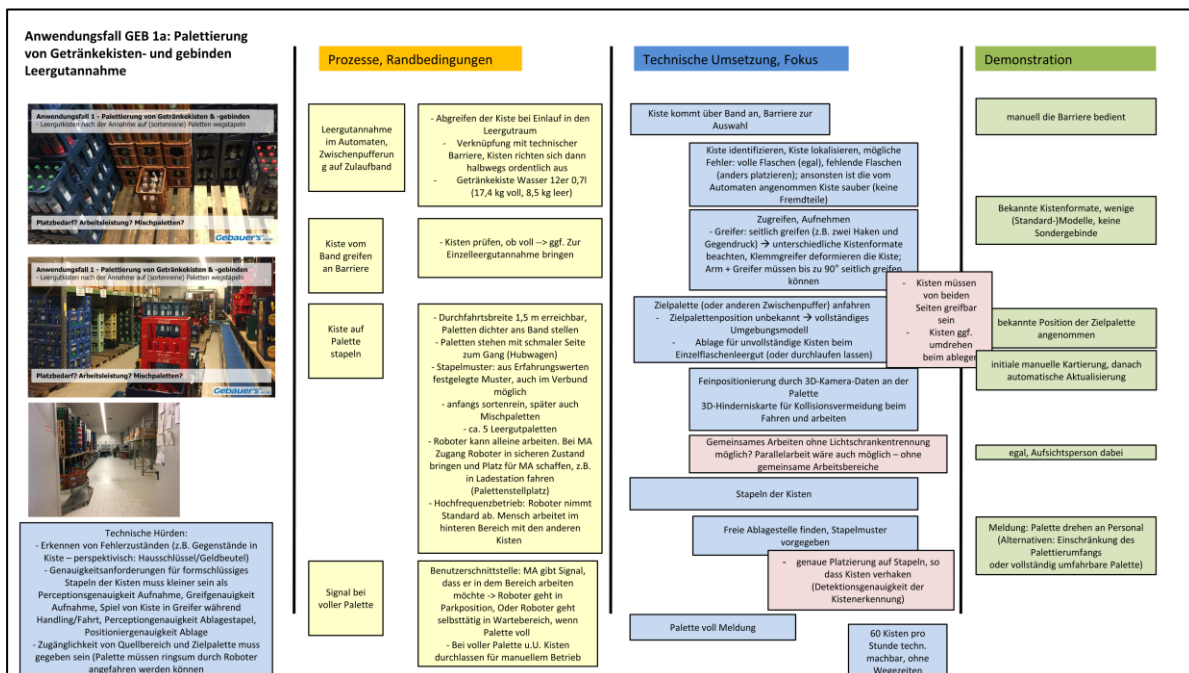 Anwendungsfall GEB 1a: Palettierung
von Getränkekisten- und gebinden
Leergutannahme
Anwendungsfall 1 - Palettierung von Getränkekisten & -gebinden
- Leergutkisten nach der Annahme auf (sortenreine) Paletten wegstapeln
Platzbedarf? Arbeitsleistung? Mischpaletten?
Gebauer's
Anwendungsfall 1 - Palettierung von Getränkekisten & -gebinden
- Leergutkisten nach der Annahme auf (sortenreine) Paletten wegstapeln
Platzbedarf? Arbeitsleistung? Mischpaletten?
Gebauer's
Technische Hürden:
- Erkennen von Fehlerzuständen (z.B. Gegenstände in
Kiste – perspektivisch: Hausschlüssel/Geldbeutel)
- Genauigkeitsanforderungen für formschlüssiges
Stapeln der Kisten muss kleiner sein als
Perceptionsgenauigkeit Aufnahme, Greifgenauigkeit
Aufnahme, Spiel von Kiste in Greifer während
Handling/Fahrt, Perceptiongenauigkeit Ablagestapel,
Positioniergenauigkeit Ablage
- Zugänglichkeit von Quellbereich und Zielpalette muss
gegeben sein (Palette müssen ringsum durch Roboter
angefahren werden können
Prozesse, Randbedingungen
Leergutannahme
im Automaten,
Zwischenpufferun
g auf Zulaufband
- Abgreifen der Kiste bei Einlauf in den
Leergutraum
- Verknüpfung mit technischer
Barriere, Kisten richten sich dann
halbwegs ordentlich aus
- Getränkekiste Wasser 12er 0,7l
(17,4 kg voll, 8,5 kg leer)
Kiste vom
Band greifen
an Barriere
- Kisten prüfen, ob voll --> ggf. Zur
Einzelleergutannahme bringen
Kiste auf
Palette
stapeln
- Durchfahrtsbreite 1,5 m erreichbar,
Paletten dichter ans Band stellen
- Paletten stehen mit schmaler Seite
zum Gang (Hubwagen)
- Stapelmuster: aus Erfahrungswerten
festgelegte Muster, auch im Verbund
möglich
- anfangs sortenrein, später auch
Mischpaletten
- ca. 5 Leergutpaletten
- Roboter kann alleine arbeiten. Bei MA
Zugang Roboter in sicheren Zustand
bringen und Platz für MA schaffen, z.B.
in Ladestation fahren
(Palettenstellplatz)
- Hochfrequenzbetrieb: Roboter nimmt
Standard ab. Mensch arbeitet im
hinteren Bereich mit den anderen
Kisten
Signal bei
voller Palette
Benutzerschnittstelle: MA gibt Signal,
dass er in dem Bereich arbeiten
möchte -> Roboter geht in
Parkposition, Oder Roboter geht
selbsttätig in Wartebereich, wenn
Palette voll
- Bei voller Palette u.U. Kisten
durchlassen für manuellem Betrieb
Technische Umsetzung, Fokus
Kiste kommt über Band an, Barriere zur
Auswahl
Kiste identifizieren, Kiste lokalisieren, mögliche
Fehler: volle Flaschen (egal), fehlende Flaschen
(anders platzieren); ansonsten ist die vom
Automaten angenommen Kiste sauber (keine
Fremdteile)
Zugreifen, Aufnehmen
- Greifer: seitlich greifen (z.B. zwei Haken und
Gegendruck) → unterschiedliche Kistenformate
beachten, Klemmgreifer deformieren die Kiste;
Arm + Greifer müssen bis zu 90° seitlich greifen
können
- Kisten müssen
von beiden
Seiten greifbar
sein
- Kisten ggf.
umdrehen
beim ablegen
Zielpalette (oder anderen Zwischenpuffer) anfahren
- Zielpalettenposition unbekannt → vollständiges
Umgebungsmodell
- Ablage für unvollständige Kisten beim
Einzelflaschenleergut (oder durchlaufen lassen)
Feinpositionierung durch 3D-Kamera-Daten an der
Palette
3D-Hinderniskarte für Kollisionsvermeidung beim
Fahren und arbeiten
Gemeinsames Arbeiten ohne Lichtschrankentrennung
möglich? Parallelarbeit wäre auch möglich – ohne
gemeinsame Arbeitsbereiche
Stapeln der Kisten
Freie Ablagestelle finden, Stapelmuster
vorgegeben
- genaue Platzierung auf Stapeln, so
dass Kisten verhaken
(Detektionsgenauigkeit der
Kistenerkennung)
Palette voll Meldung
60 Kisten pro
Stunde techn.
machbar, ohne
Wegezeiten
Demonstration
manuell die Barriere bedient
Bekannte Kistenformate, wenige
(Standard-)Modelle, keine
Sondergebinde
bekannte Position der Zielpalette
angenommen
initiale manuelle Kartierung, danach
automatische Aktualisierung
egal, Aufsichtsperson dabei
Meldung: Palette drehen an Personal
(Alternativen: Einschränkung des
Palettierumfangs
oder vollständig umfahrbare Palette)